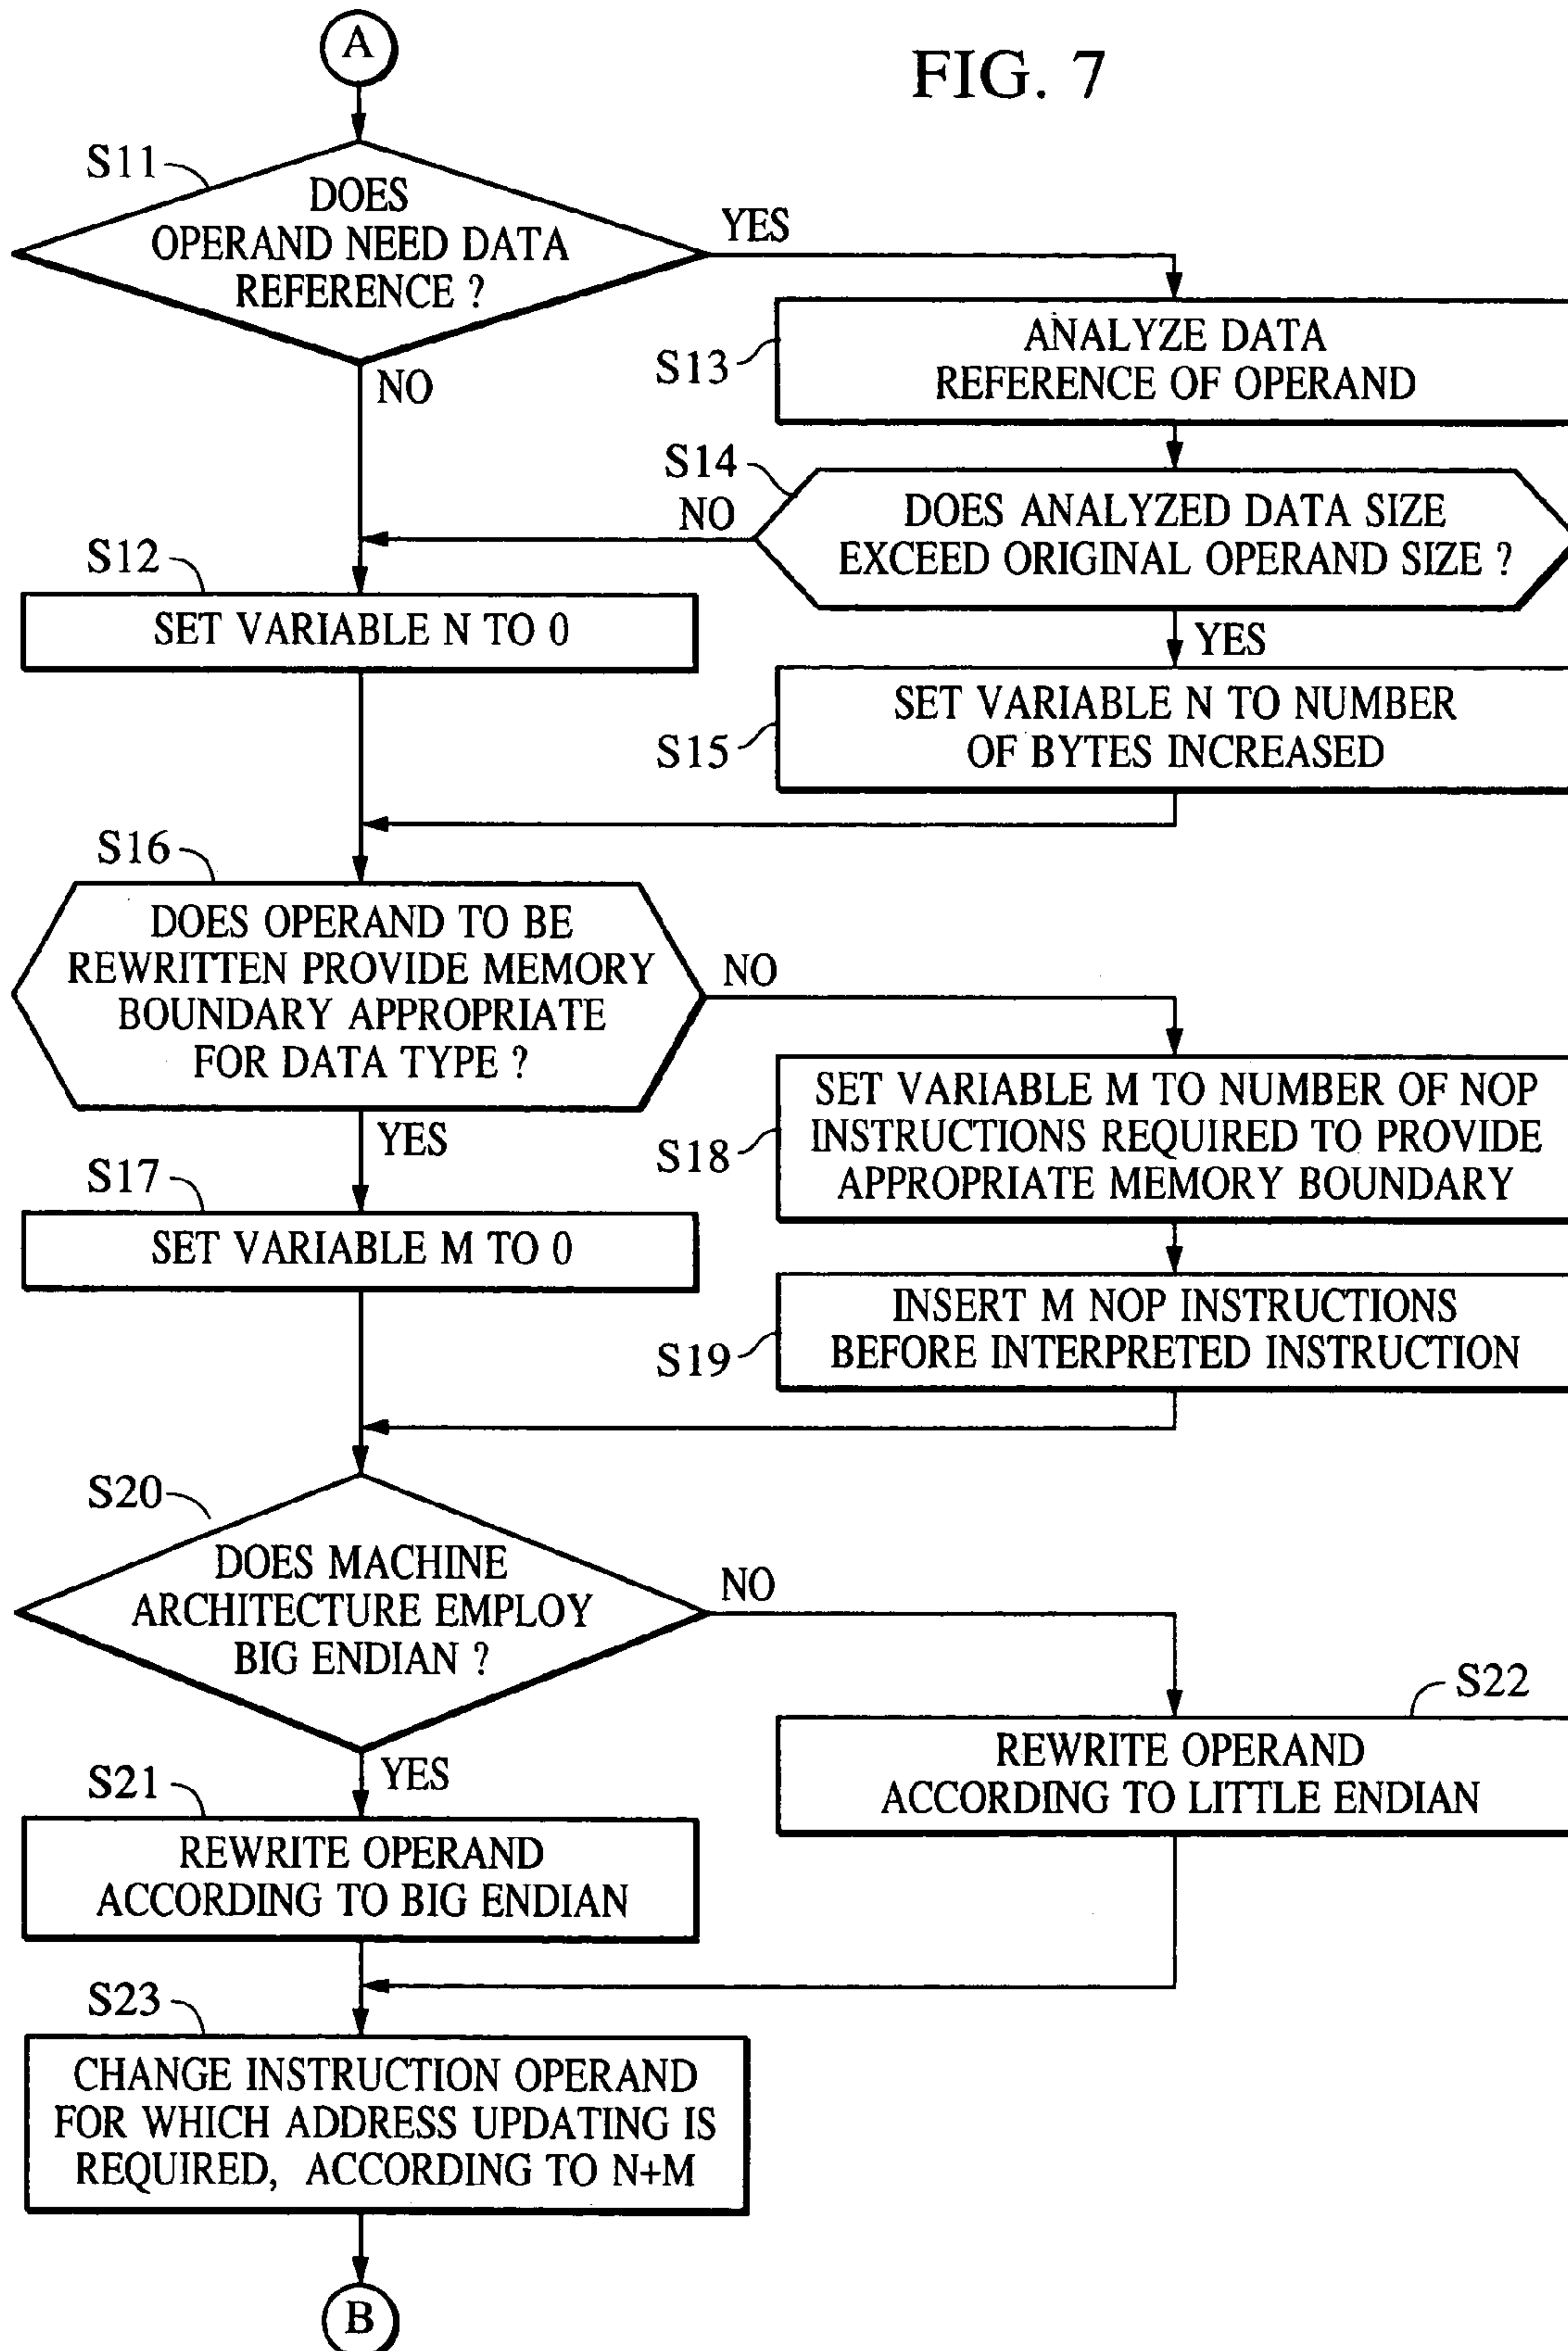 A
FIG. 7
S11
DOES
OPERAND NEED DATA
REFERENCE ?
YES
NO
S13
ANALYZE DATA
REFERENCE OF OPERAND
S14
DOES ANALYZED DATA SIZE
EXCEED ORIGINAL OPERAND SIZE ?
NO
YES
S12
SET VARIABLE N TO 0
S15
SET VARIABLE N TO NUMBER
OF BYTES INCREASED
S16
DOES OPERAND TO BE
REWRITTEN PROVIDE MEMORY
BOUNDARY APPROPRIATE
FOR DATA TYPE ?
NO
YES
S18
SET VARIABLE M TO NUMBER OF NOP
INSTRUCTIONS REQUIRED TO PROVIDE
APPROPRIATE MEMORY BOUNDARY
S17
SET VARIABLE M TO 0
S19
INSERT M NOP INSTRUCTIONS
BEFORE INTERPRETED INSTRUCTION
S20
DOES MACHINE
ARCHITECTURE EMPLOY
BIG ENDIAN ?
NO
YES
S22
REWRITE OPERAND
ACCORDING TO LITTLE ENDIAN
S21
REWRITE OPERAND
ACCORDING TO BIG ENDIAN
S23
CHANGE INSTRUCTION OPERAND
FOR WHICH ADDRESS UPDATING IS
REQUIRED, ACCORDING TO N+M
B